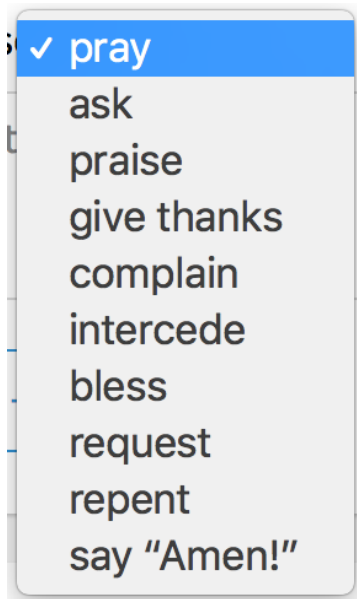 pray
ask
praise
give thanks
complain
intercede
bless
request
repent
say “Amen!”